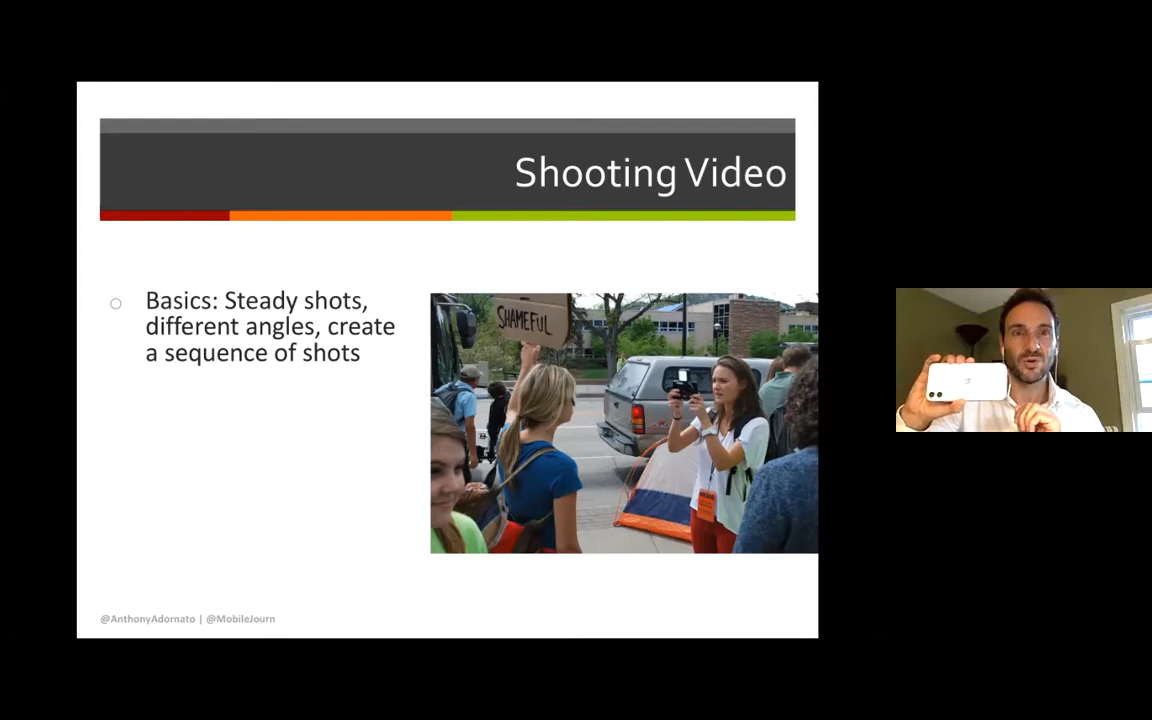 Shooting Video
Basics: Steady shots,
different angles, create
a sequence of shots
SHAMEFUL
@AnthonyAdornato | @MobileJourn